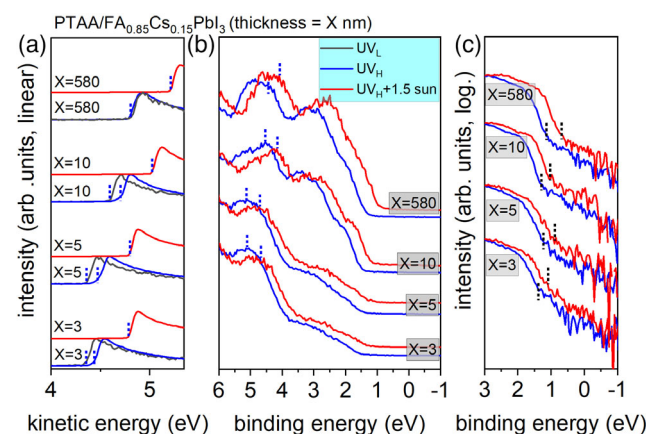 PTAA/FA0.85Cs0.15PbI3 (thickness = X nm)
(a)
X=580
X=580
X=10
X=10
X=5
X=5
X=3
X=3
4
5
kinetic energy (eV)
intensity (arb .units, linear)
(b)
UVL
UVH
UVH+1.5 sun
X=580
X=10
X=5
X=3
6 5 4 3 2 1 0 -1
binding energy (eV)
(c)
X=580
X=10
X=5
X=3
3 2 1 0 -1
binding energy (eV)
intensity (arb. units, log.)